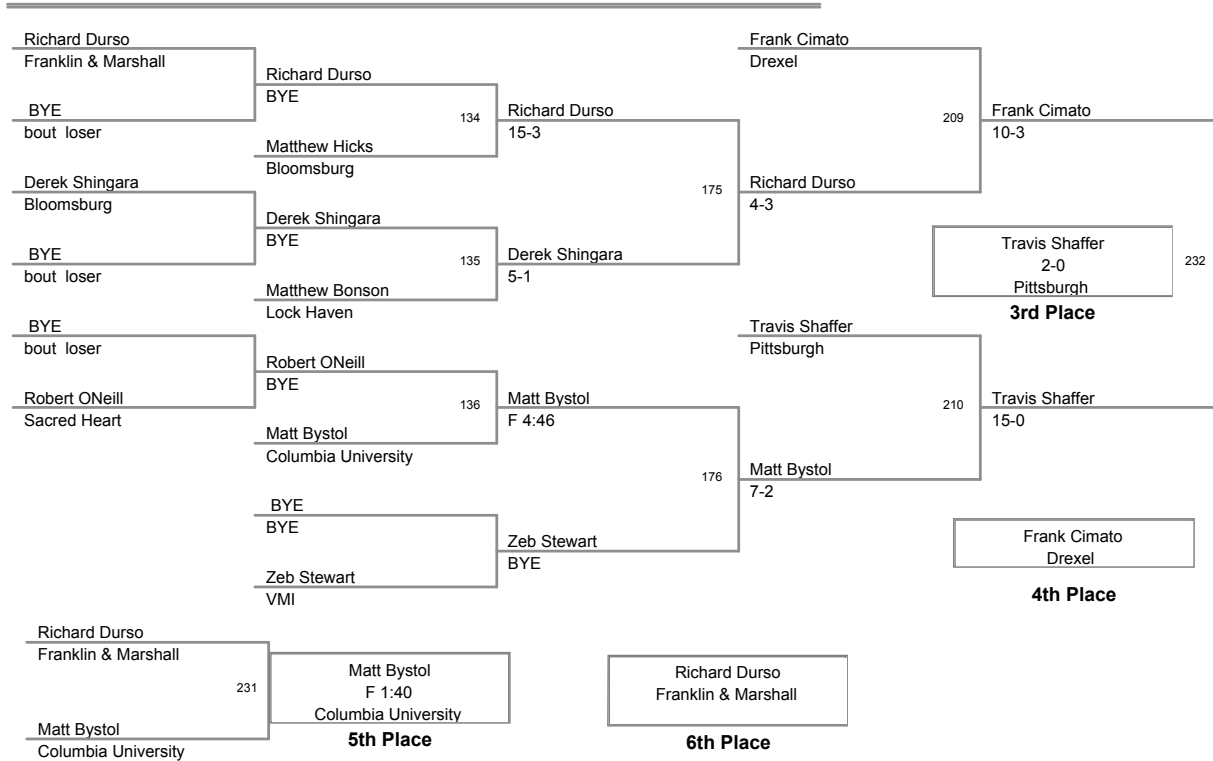 Richard Durso
Franklin & Marshall
BYE
bout loser
Derek Shingara
Bloomsburg
BYE
bout loser
BYE
bout loser
Robert ONeill
Sacred Heart
Richard Durso
BYE
134
Matthew Hicks
Bloomsburg
Derek Shingara
BYE
135
Matthew Bonson
Lock Haven
Robert ONeill
BYE
136
Matt Bystol
Columbia University
BYE
BYE
Zeb Stewart
VMI
Richard Durso
15-3
175
Derek Shingara
5-1
Matt Bystol
F 4:46
176
Zeb Stewart
BYE
Frank Cimato
Drexel
209
Richard Durso
4-3
Travis Shaffer
Pittsburgh
210
Matt Bystol
7-2
Frank Cimato
10-3
Travis Shaffer
2-0
Pittsburgh
232
3rd Place
Travis Shaffer
15-0
Frank Cimato
Drexel
4th Place
Richard Durso
Franklin & Marshall
231
Matt Bystol
Columbia University
Matt Bystol
F 1:40
Columbia University
5th Place
Richard Durso
Franklin & Marshall
6th Place